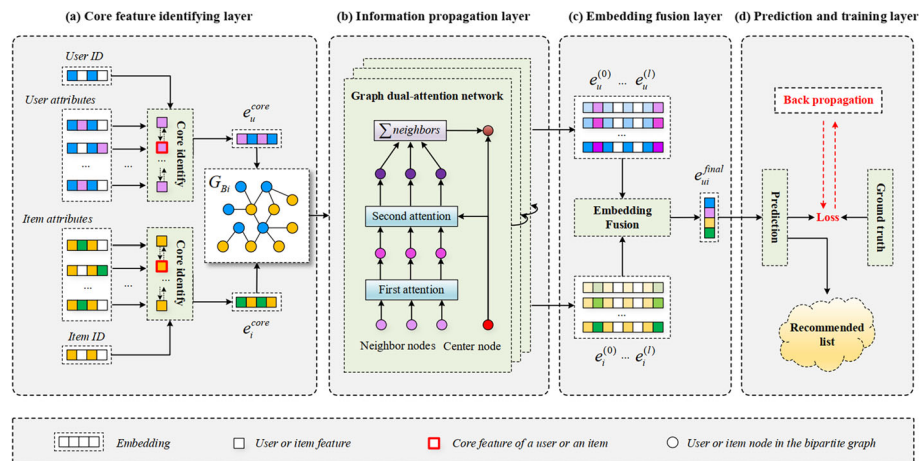 (a) Core feature identifying layer
(b) Information propagation layer
(c) Embedding fusion layer
(d) Prediction and training layer
User ID
User attributes
...
Core identify
...
e_u^{core}
G_{Bi}
Item attributes
...
Core identify
...
e_i^{core}
Item ID
Graph dual-attention network
∑ neighbors
Second attention
First attention
Neighbor nodes
Center node
e_u^{(0)} ... e_u^{(l)}
...
Embedding
Fusion
...
e_i^{(0)} ... e_i^{(l)}
e_{ui}^{final}
Back propagation
Prediction
Loss
Ground truth
Recommended
list
Embedding
User or item feature
Core feature of a user or an item
User or item node in the bipartite graph